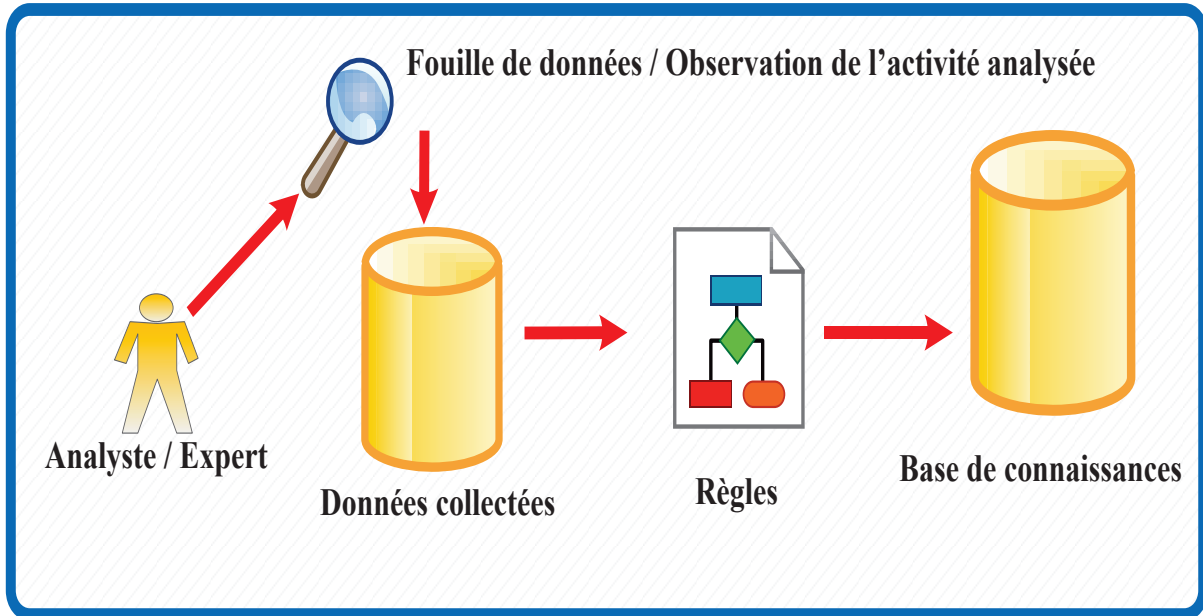 Fouille de données / Observation de l’activité analysée
Analyste / Expert
Données collectées
Règles
Base de connaissances